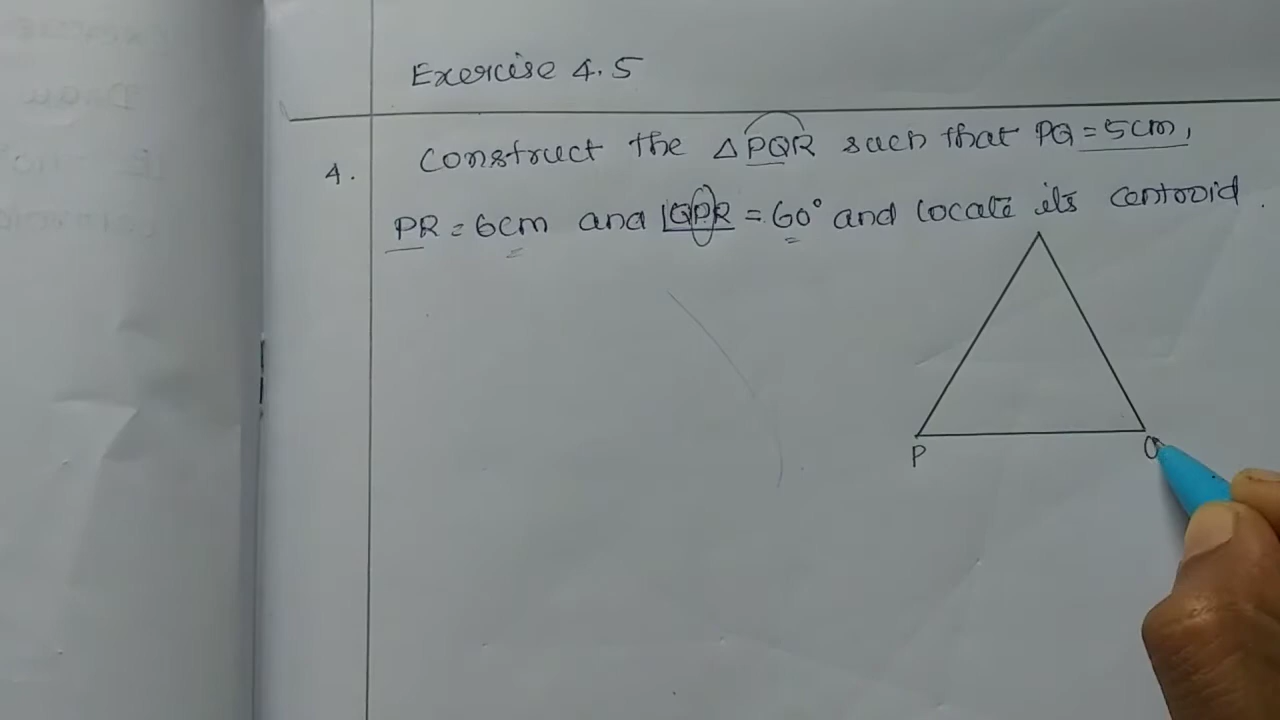 Exercise 4.5
4. Construct the △PQR such that PQ = 5cm,
PR = 6cm and ∠QPR = 60° and locate its centroid.
P